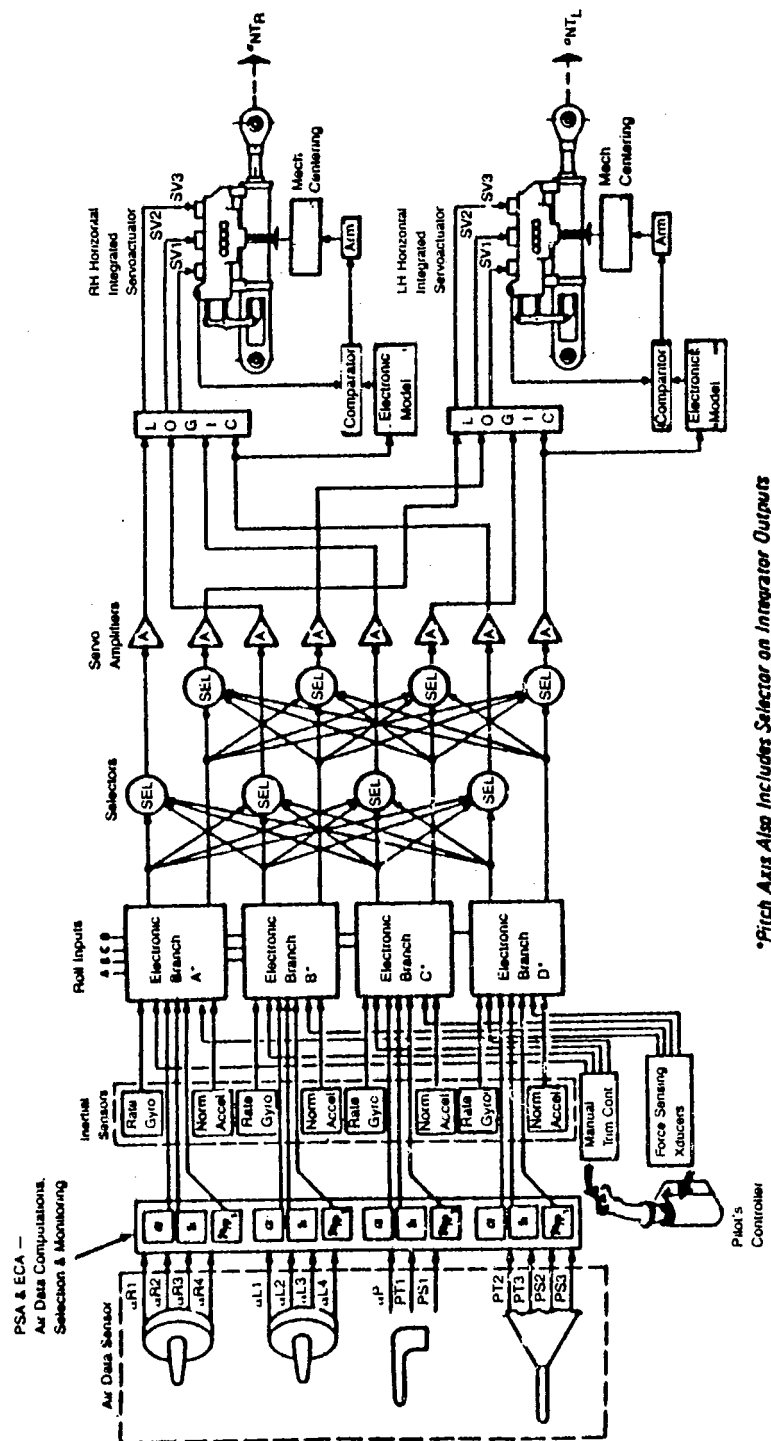 PSA & ECA –
Air Data Computations,
Selection & Monitoring
Air Data Sensor
αR1
αR2
αR3
αR4
αL1
αL2
αL3
αL4
αP
PT1
PS1
PT2
PT3
PS2
PS3
Inertial
Sensors
Rate
Gyro
Norm
Accel
Rate
Gyro
Norm
Accel
Rate
Gyro
Norm
Accel
Rate
Gyro
Norm
Accel
Manual
Trim Cont
Force Sensing
Xducers
Pilot's
Controller
Roll Inputs
A B C D
Electronic
Branch
A*
Electronic
Branch
B*
Electronic
Branch
C*
Electronic
Branch
D*
Selectors
SEL
SEL
SEL
SEL
SEL
SEL
SEL
SEL
Servo
Amplifiers
A
A
A
A
A
A
A
A
LOGIC
LOGIC
RH Horizontal
Integrated
Servoactuator
SV1
SV2
SV3
Mech
Centering
Arm
Comparator
Electronic
Model
NTR
LH Horizontal
Integrated
Servoactuator
SV1
SV2
SV3
Mech
Centering
Arm
Comparitor
Electronic
Model
NTL
*Pitch Axis Also Includes Selector on Integrator Outputs